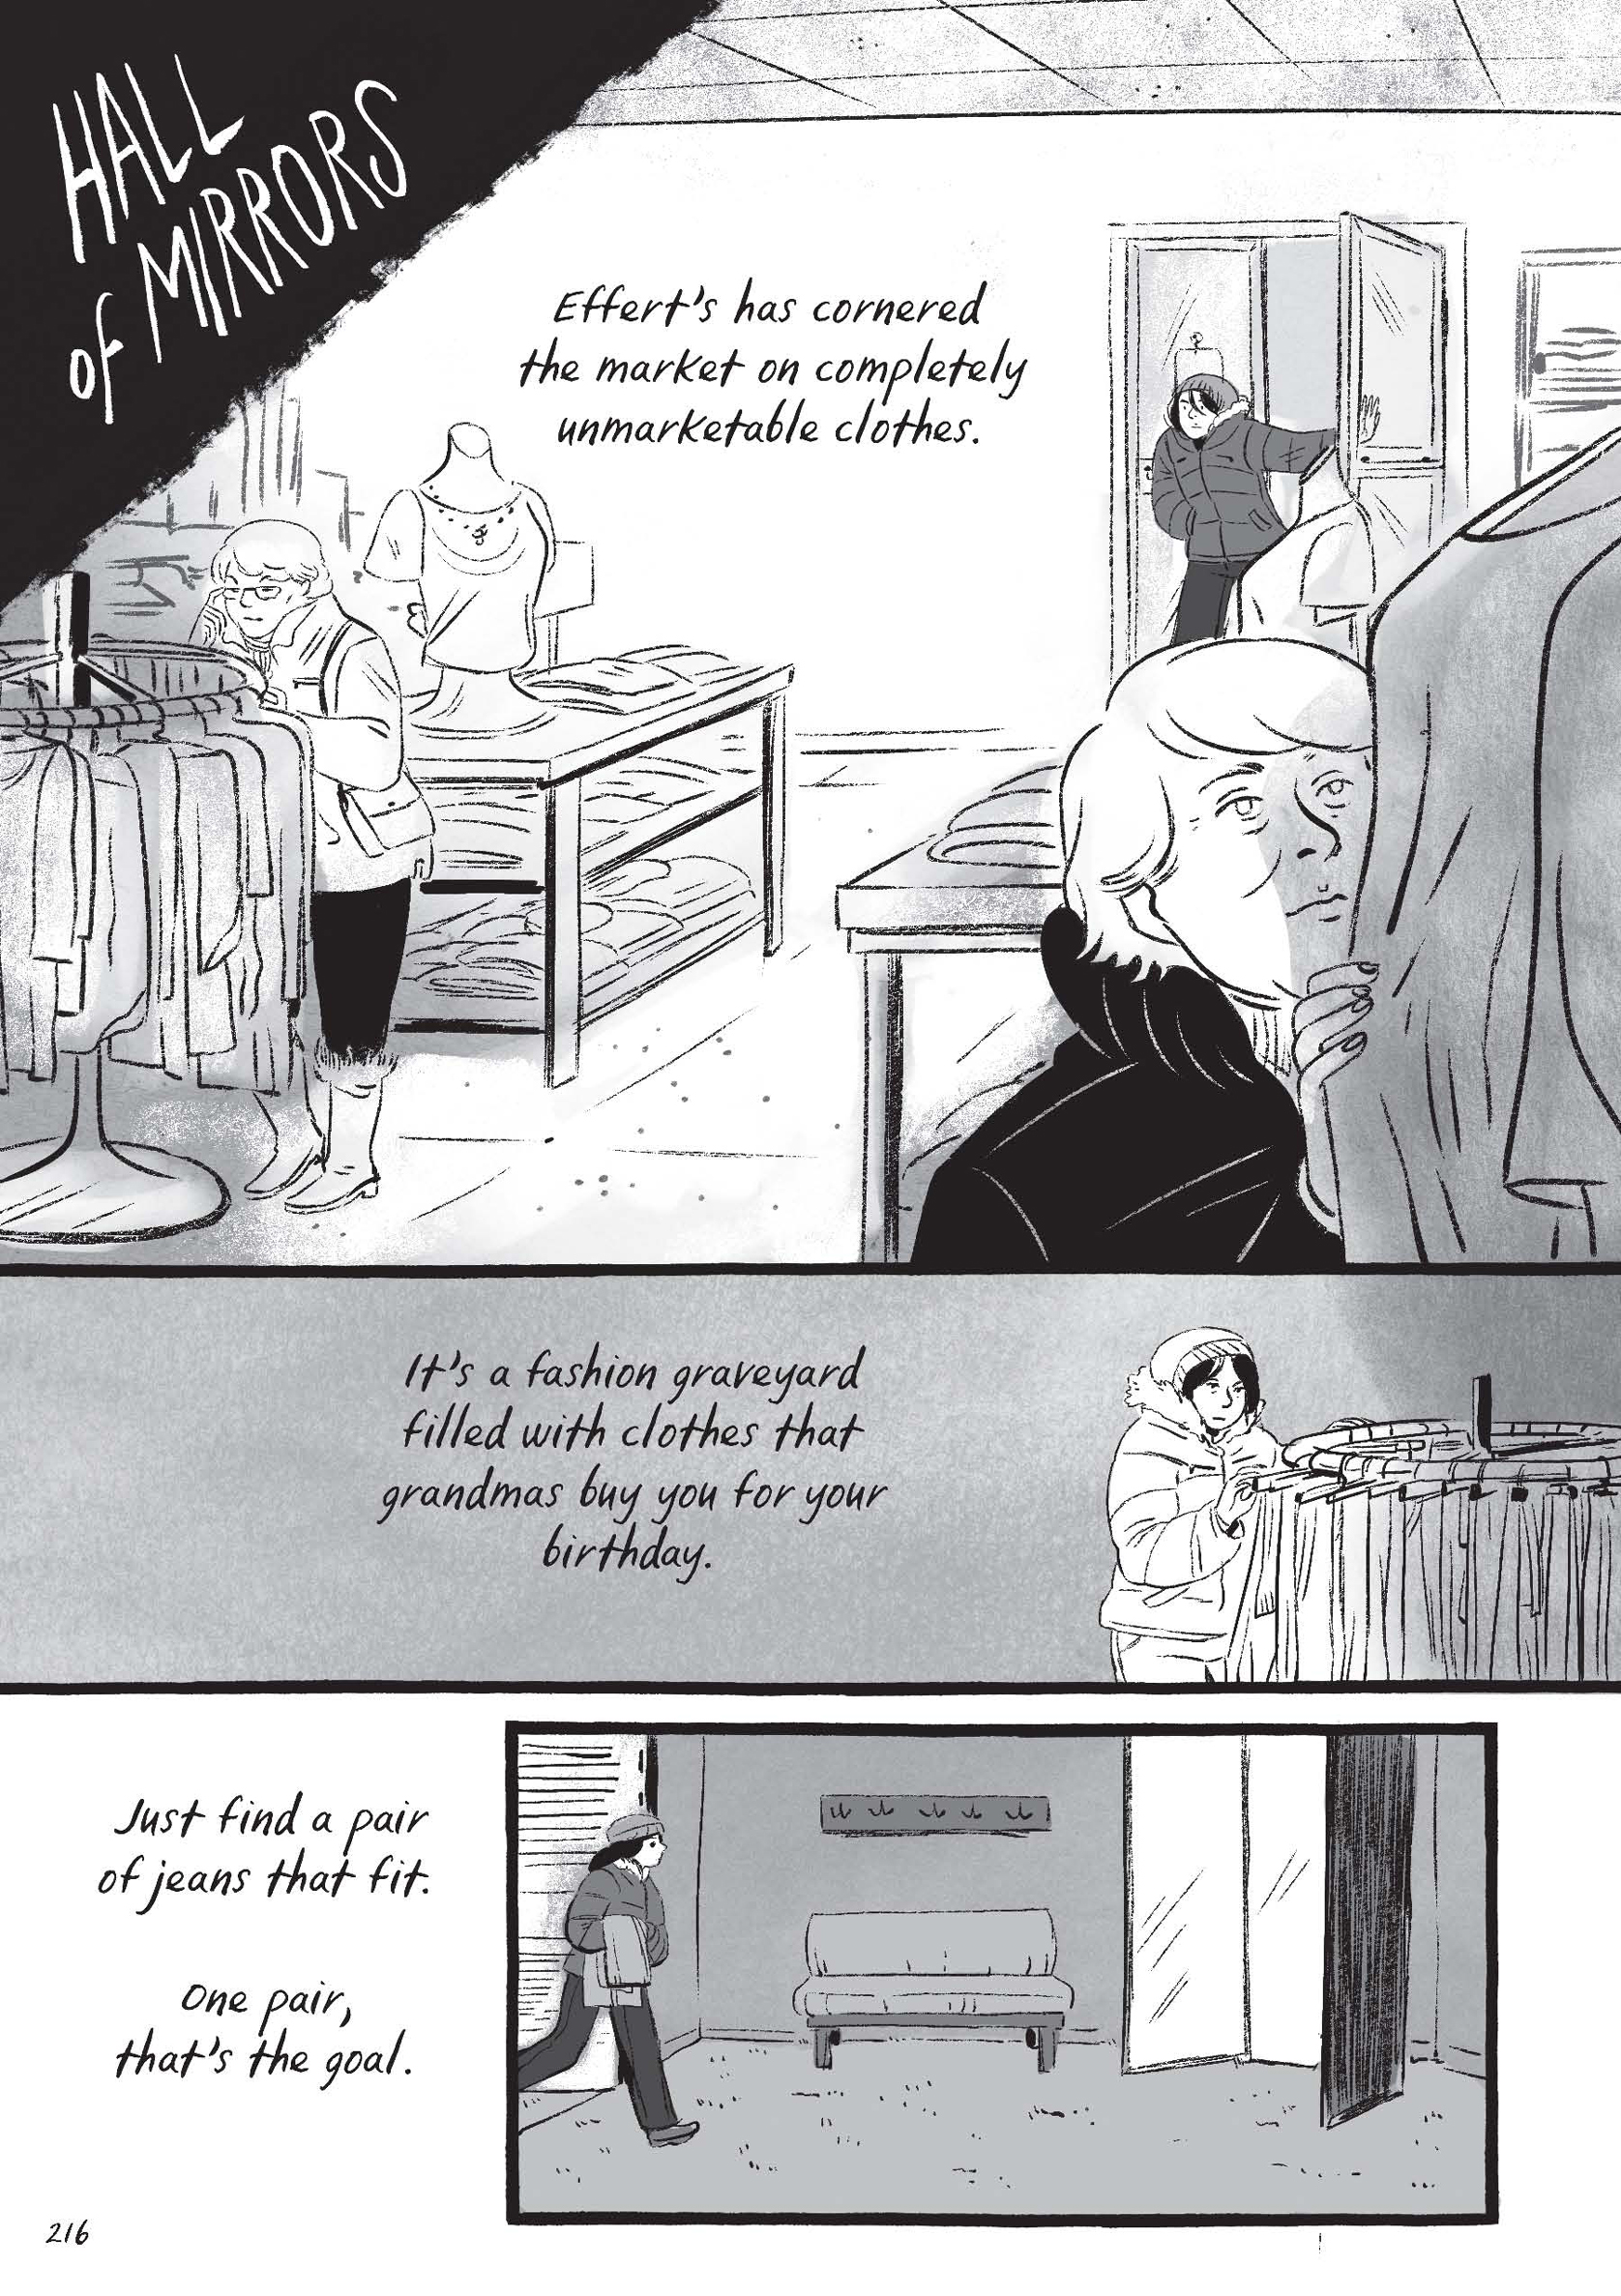 HALL
of MIRRORS
Effert's has cornered
the market on completely
unmarketable clothes.
It's a fashion graveyard
filled with clothes that
grandmas buy you for your
birthday.
Just find a pair
of jeans that fit.
One pair,
that's the goal.
216